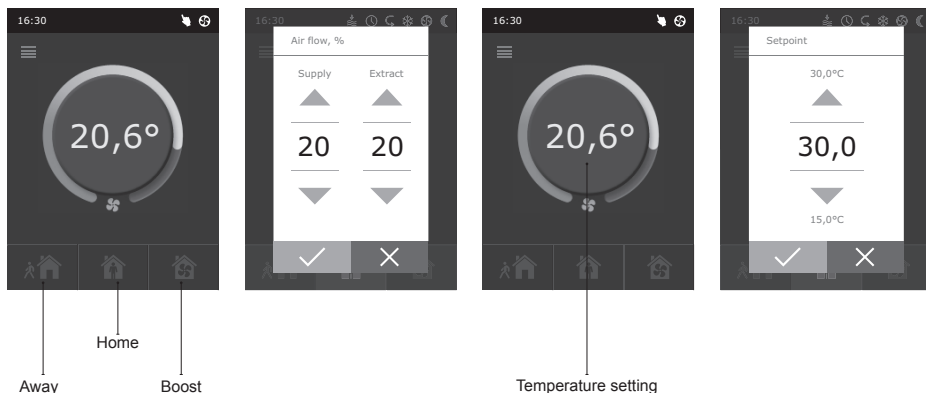 16:30
20,6°
Away
Home
Boost
16:30
Air flow, %
Supply Extract
20 20
16:30
20,6°
Temperature setting
16:30
Setpoint
30,0°C
30,0
15,0°C